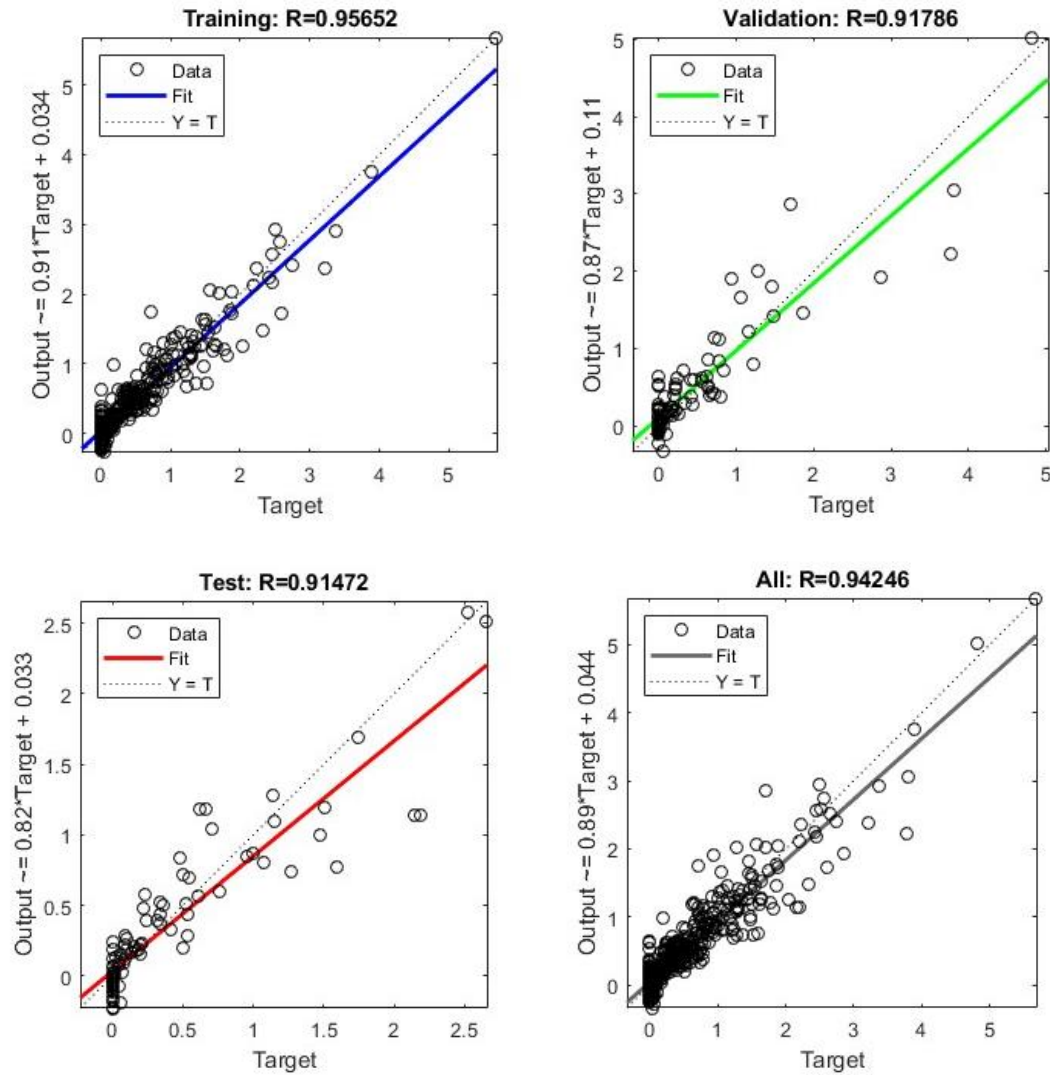 Training: R=0.95652
Output ~= 0.91*Target + 0.034
Data
Fit
Y = T
5
4
3
2
1
0
0 1 2 3 4 5
Target
Validation: R=0.91786
Output ~= 0.87*Target + 0.11
Data
Fit
Y = T
5
4
3
2
1
0
0 1 2 3 4 5
Target
Test: R=0.91472
Output ~= 0.82*Target + 0.033
Data
Fit
Y = T
2.5
2
1.5
1
0.5
0
0 0.5 1 1.5 2 2.5
Target
All: R=0.94246
Output ~= 0.89*Target + 0.044
Data
Fit
Y = T
5
4
3
2
1
0
0 1 2 3 4 5
Target